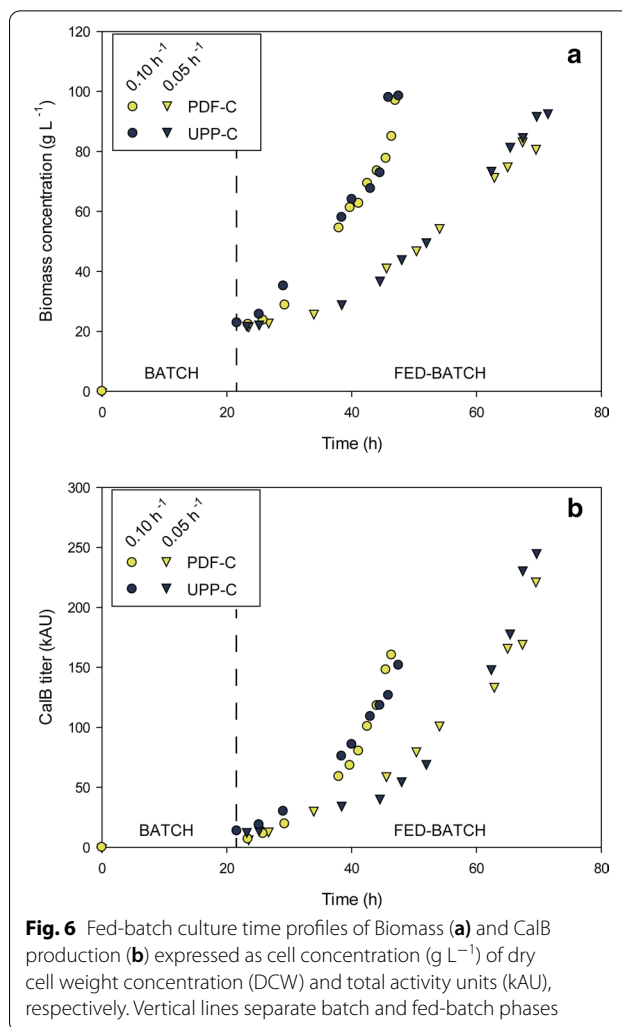 a
0.10 h⁻¹ 0.05 h⁻¹
PDF-C
UPP-C
Biomass concentration (g L⁻¹)
120
100
80
60
40
20
0
BATCH FED-BATCH
0 20 40 60 80
Time (h)
b
0.10 h⁻¹ 0.05 h⁻¹
PDF-C
UPP-C
CalB titer (kAU)
300
250
200
150
100
50
0
BATCH FED-BATCH
0 20 40 60 80
Time (h)
Fig. 6 Fed-batch culture time profiles of Biomass (a) and CalB
production (b) expressed as cell concentration (g L⁻¹) of dry
cell weight concentration (DCW) and total activity units (kAU),
respectively. Vertical lines separate batch and fed-batch phases